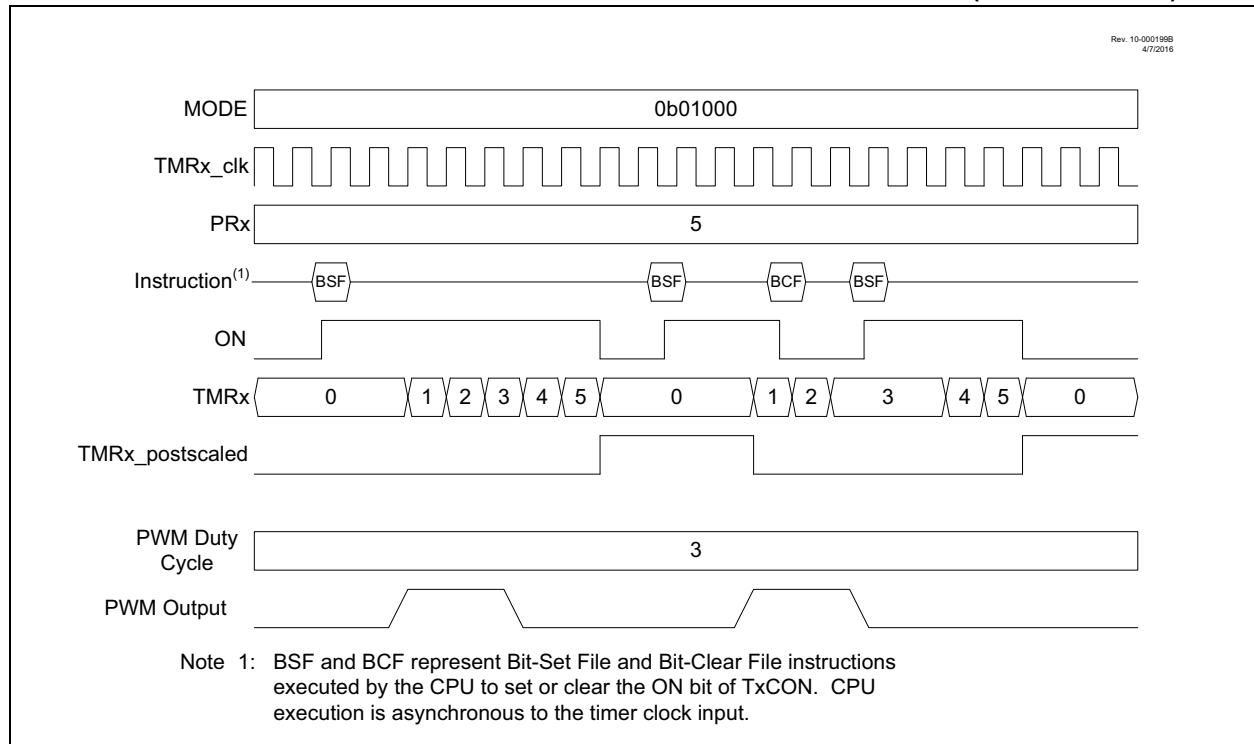 Rev. 10-000199B
4/7/2016
MODE 0b01000
TMRx_clk
PRx 5
Instruction(1) BSF BSF BCF BSF
ON
TMRx 0 1 2 3 4 5 0 1 2 3 4 5 0
TMRx_postscaled
PWM Duty
Cycle 3
PWM Output
Note 1: BSF and BCF represent Bit-Set File and Bit-Clear File instructions
executed by the CPU to set or clear the ON bit of TxCON. CPU
execution is asynchronous to the timer clock input.